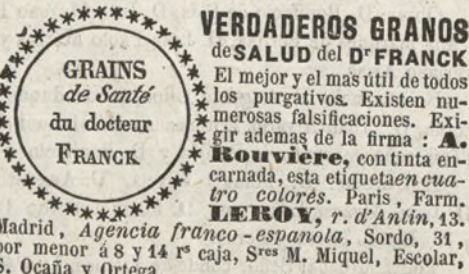 GRAINS
de Santé
du docteur
FRANCK
VERDADEROS GRANOS
de SALUD del Dr FRANCK
El mejor y el mas útil de todos
los purgativos. Existen nu-
merosas falsificaciones. Exi-
gir ademas de la firma : A.
Rouvière, con tinta en-
carnada, esta etiqueta en cua-
tro colorés. Paris, Farm.
LEROY, r. d'Antin, 13.
Madrid, Agencia franco-española, Sordo, 31,
por menor á 8 y 14 rs caja, Sres M. Miquel, Escolar,
S. Ocaña y Ortega